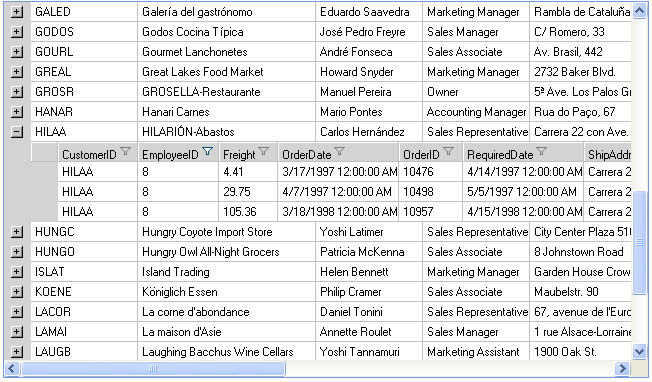 GALED Galería del gastrónomo Eduardo Saavedra Marketing Manager Rambla de Cataluña
GODOS Godos Cocina Típica José Pedro Freyre Sales Manager C/ Romero, 33
GOURL Gourmet Lanchonetes André Fonseca Sales Associate Av. Brasil, 442
GREAL Great Lakes Food Market Howard Snyder Marketing Manager 2732 Baker Blvd.
GROSR GROSELLA-Restaurante Manuel Pereira Owner 5ª Ave. Los Palos Gr
HANAR Hanari Carnes Mario Pontes Accounting Manager Rua do Paço, 67
HILAA HILARIÓN-Abastos Carlos Hernández Sales Representative Carrera 22 con Ave.
CustomerID EmployeeID Freight OrderDate OrderID RequiredDate ShipAddr
HILAA 8 4.41 3/17/1997 12:00:00 AM 10476 4/14/1997 12:00:00 AM Carrera 2
HILAA 8 29.75 4/7/1997 12:00:00 AM 10498 5/5/1997 12:00:00 AM Carrera 2
HILAA 8 105.36 3/18/1998 12:00:00 AM 10957 4/15/1998 12:00:00 AM Carrera 2
HUNGC Hungry Coyote Import Store Yoshi Latimer Sales Representative City Center Plaza 516
HUNGO Hungry Owl All-Night Grocers Patricia McKenna Sales Associate 8 Johnstown Road
ISLAT Island Trading Helen Bennett Marketing Manager Garden House Crow
KOENE Königlich Essen Philip Cramer Sales Associate Maubelstr. 90
LACOR La corne d'abondance Daniel Tonini Sales Representative 67, avenue de l'Euro
LAMAI La maison d'Asie Annette Roulet Sales Manager 1 rue Alsace-Lorraine
LAUGB Laughing Bacchus Wine Cellars Yoshi Tannamuri Marketing Assistant 1900 Oak St.